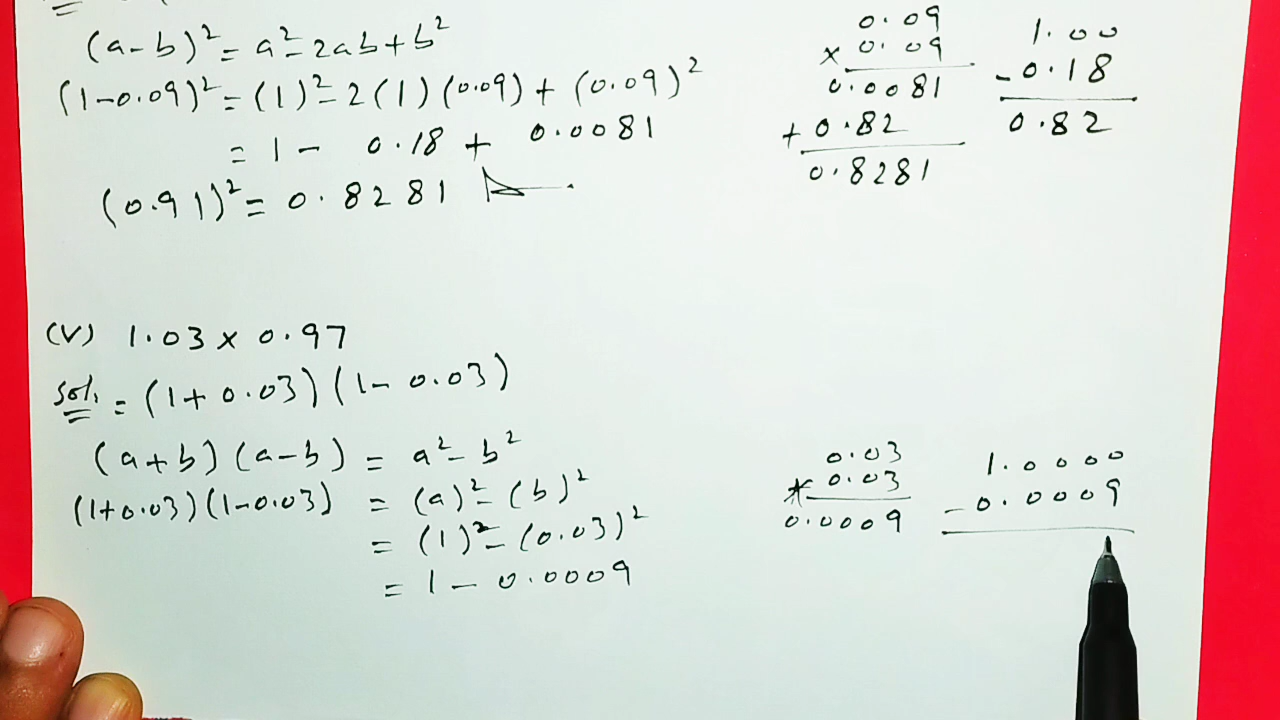 (a-b)² = a²-2ab+b²
(1-0.09)² = (1)²-2(1)(0.09)+(0.09)²
= 1- 0.18 + 0.0081
(0.91)² = 0.8281
0.09
× 0.09
0.0081
+ 0.82
0.8281
1.00
- 0.18
0.82
(V) 1.03 × 0.97
Sol. = (1+0.03)(1-0.03)
(a+b)(a-b) = a²-b²
(1+0.03)(1-0.03) = (a)²-(b)²
= (1)²-(0.03)²
= 1-0.0009
0.03
× 0.03
0.0009
1.0000
- 0.0009